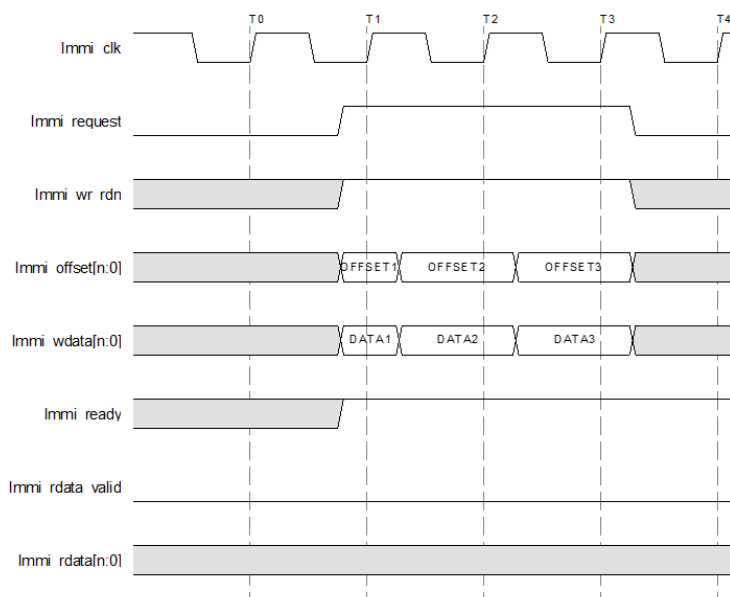 T0 T1 T2 T3 T4
lmmi clk
lmmi request
lmmi wr rdn
lmmi offset[n:0] OFFSET1 OFFSET2 OFFSET3
lmmi wdata[n:0] DATA1 DATA2 DATA3
lmmi ready
lmmi rdata valid
lmmi rdata[n:0]